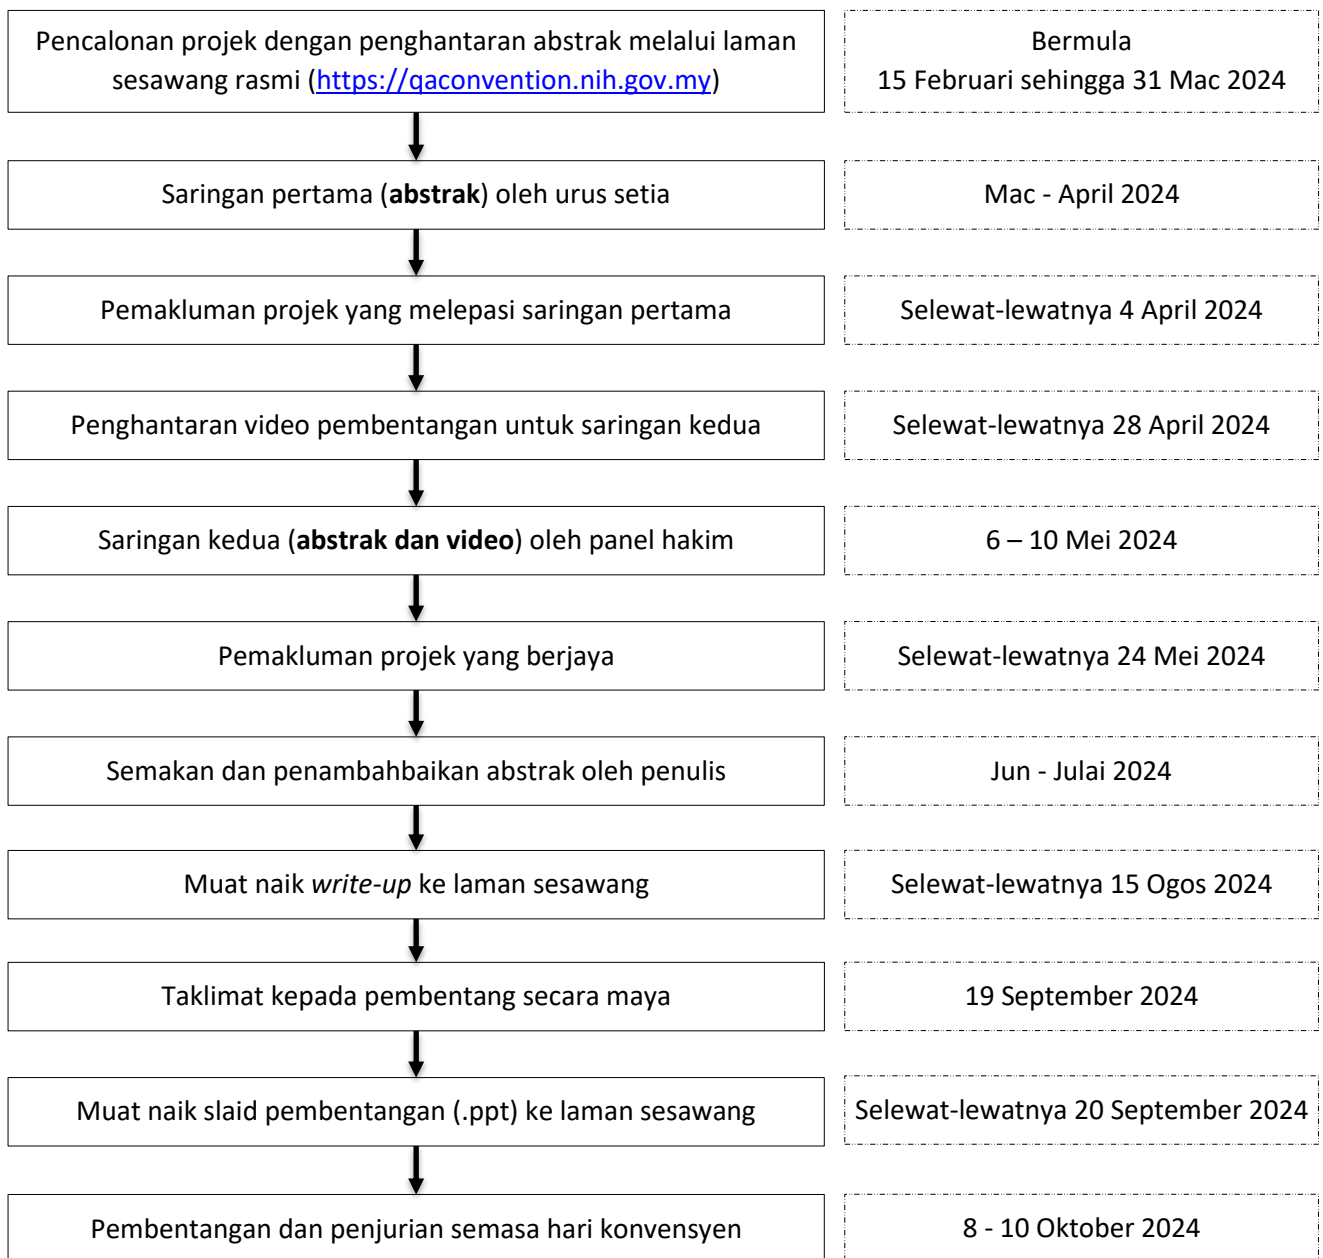 Pencalonan projek dengan penghantaran abstrak melalui laman
sesawang rasmi (https://qaconvention.nih.gov.my)
Bermula
15 Februari sehingga 31 Mac 2024
Saringan pertama (abstrak) oleh urus setia
Mac - April 2024
Pemakluman projek yang melepasi saringan pertama
Selewat-lewatnya 4 April 2024
Penghantaran video pembentangan untuk saringan kedua
Selewat-lewatnya 28 April 2024
Saringan kedua (abstrak dan video) oleh panel hakim
6 – 10 Mei 2024
Pemakluman projek yang berjaya
Selewat-lewatnya 24 Mei 2024
Semakan dan penambahbaikan abstrak oleh penulis
Jun - Julai 2024
Muat naik write-up ke laman sesawang
Selewat-lewatnya 15 Ogos 2024
Taklimat kepada pembentang secara maya
19 September 2024
Muat naik slaid pembentangan (.ppt) ke laman sesawang
Selewat-lewatnya 20 September 2024
Pembentangan dan penjurian semasa hari konvensyen
8 - 10 Oktober 2024